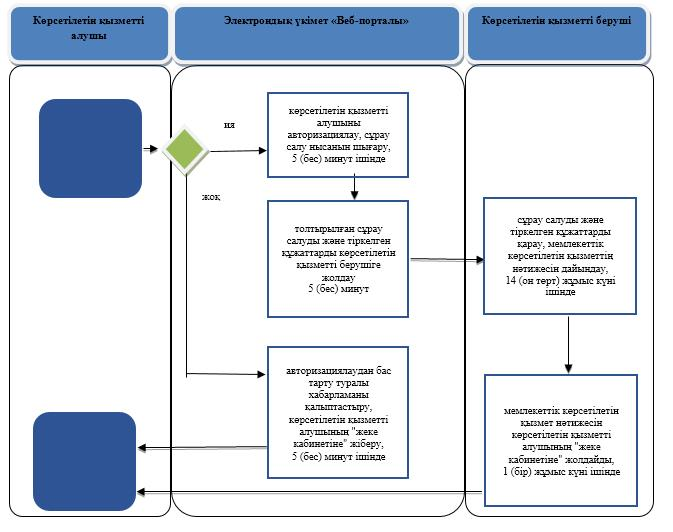 Көрсетілетін қызметті
алушы
Электрондық үкімет «Веб-порталы»
Көрсетілетін қызметті беруші
ия
жоқ
көрсетілетін қызметті
алушыны
авторизациялау, сұрау
салу нысанын шығару,
5 (бес) минут ішінде
толтырылған сұрау
салуды және тіркелген
құжаттарды көрсетілетін
қызметті берушіге
жолдау
5 (бес) минут
сұрау салуды және
тіркелген құжаттарды
қарау, мемлекеттік
көрсетілетін қызметтің
нәтижесін дайындау,
14 (он төрт) жұмыс күні
ішінде
авторизациялаудан бас
тарту туралы
хабарламаны
қалыптастыру,
көрсетілетін қызметті
алушының "жеке
кабинетіне" жіберу,
5 (бес) минут ішінде
мемлекеттік көрсетілетін
қызмет нәтижесін
көрсетілетін қызметті
алушының "жеке
кабинетіне" жолдайды,
1 (бір) жұмыс күні ішінде